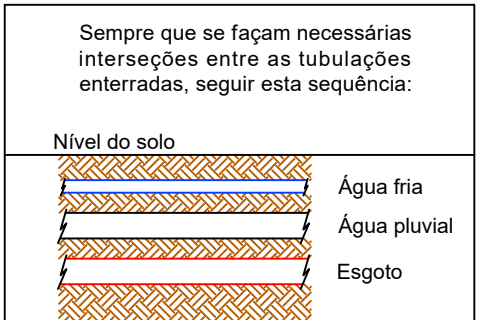 Sempre que se façam necessárias
interseções entre as tubulações
enterradas, seguir esta sequência:
Nível do solo
Água fria
Água pluvial
Esgoto